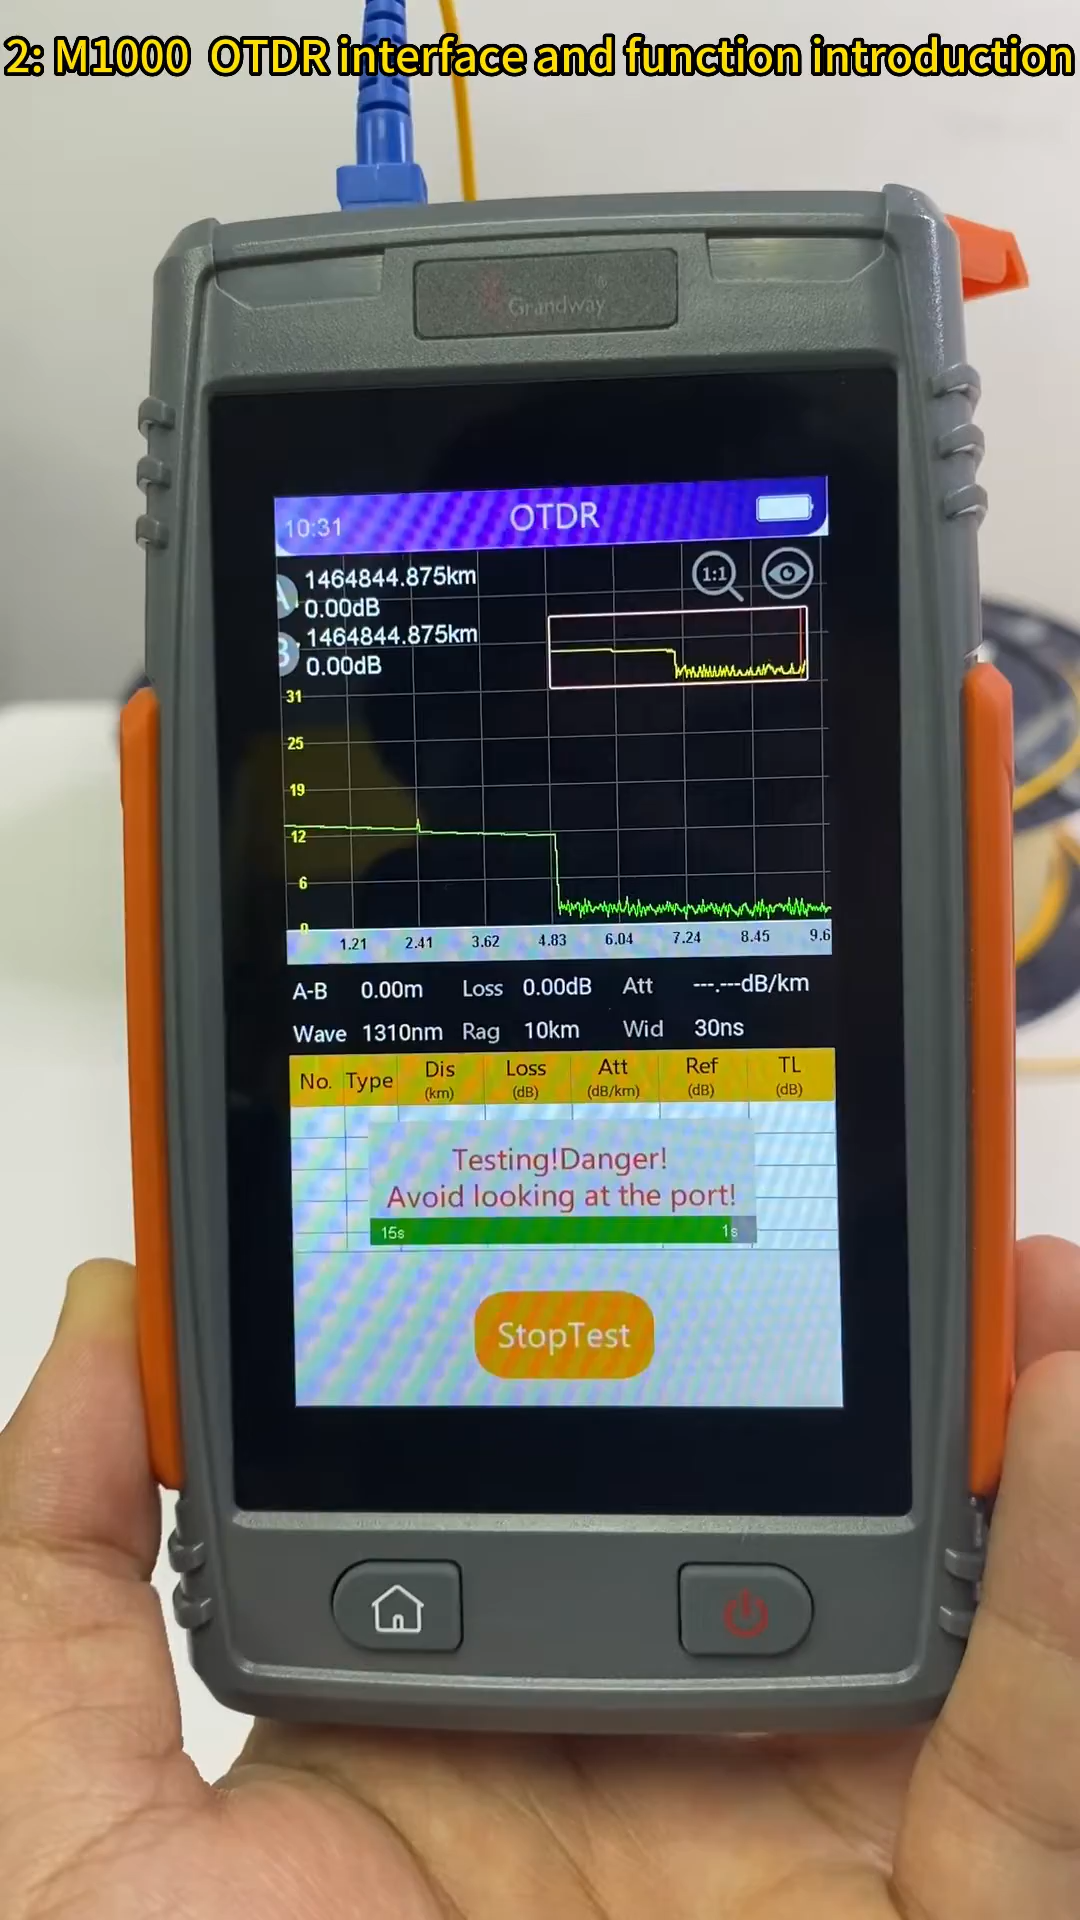 2: M1000 OTDR interface and function introduction
Grandway
10:31 OTDR
A 1464844.875km
0.00dB
1:1
B 1464844.875km
0.00dB
31
25
19
12
6
0
1.21 2.41 3.62 4.83 6.04 7.24 8.45 9.6
A-B 0.00m Loss 0.00dB Att ---.---dB/km
Wave 1310nm Rag 10km Wid 30ns
No. Type Dis (km) Loss (dB) Att (dB/km) Ref (dB) TL (dB)
Testing!Danger!
Avoid looking at the port!
15s 1s
StopTest